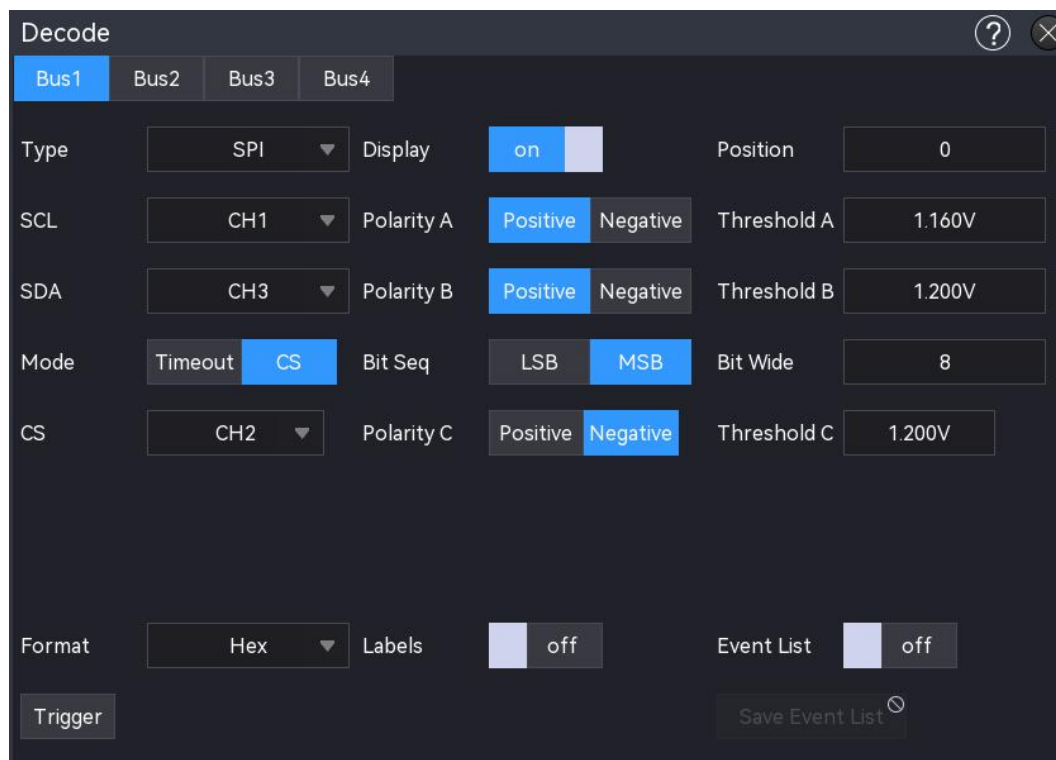 Decode ?
Bus1 Bus2 Bus3 Bus4
Type SPI Display on Position 0
SCL CH1 Polarity A Positive Negative Threshold A 1.160V
SDA CH3 Polarity B Positive Negative Threshold B 1.200V
Mode Timeout CS Bit Seq LSB MSB Bit Wide 8
CS CH2 Polarity C Positive Negative Threshold C 1.200V
Format Hex Labels off Event List off
Trigger Save Event List